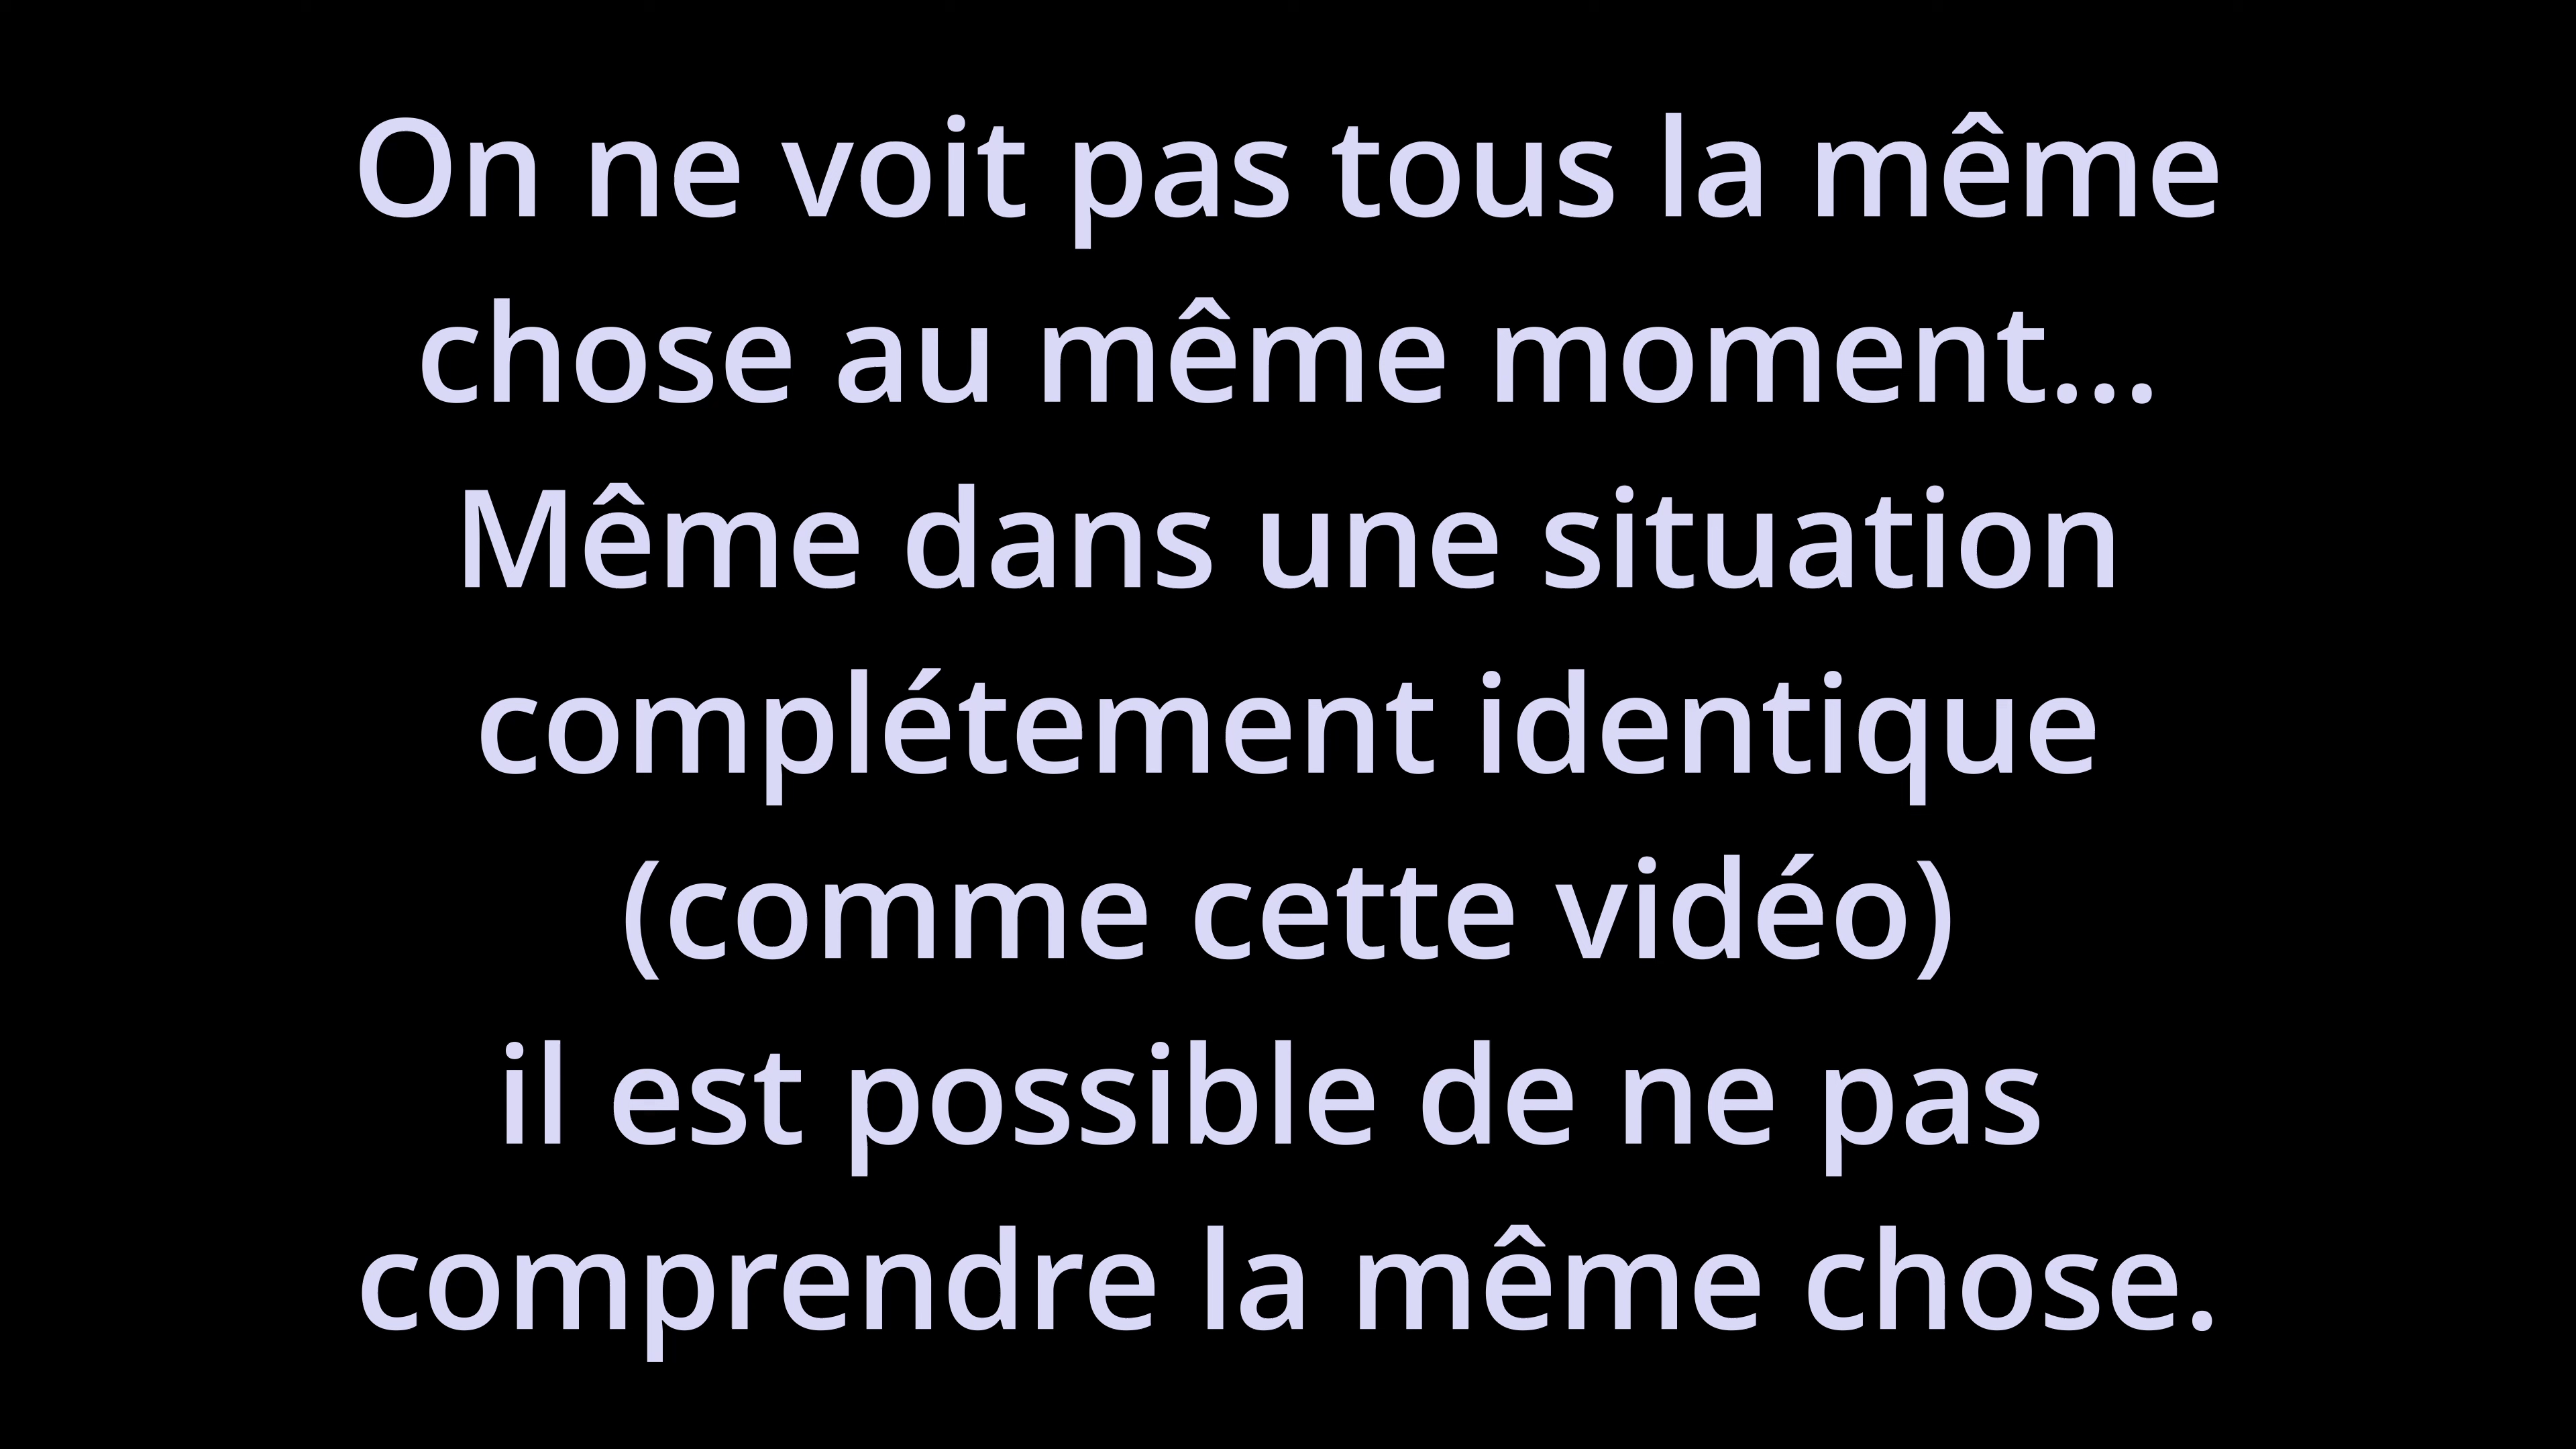 On ne voit pas tous la même
chose au même moment...
Même dans une situation
complétement identique
(comme cette vidéo)
il est possible de ne pas
comprendre la même chose.